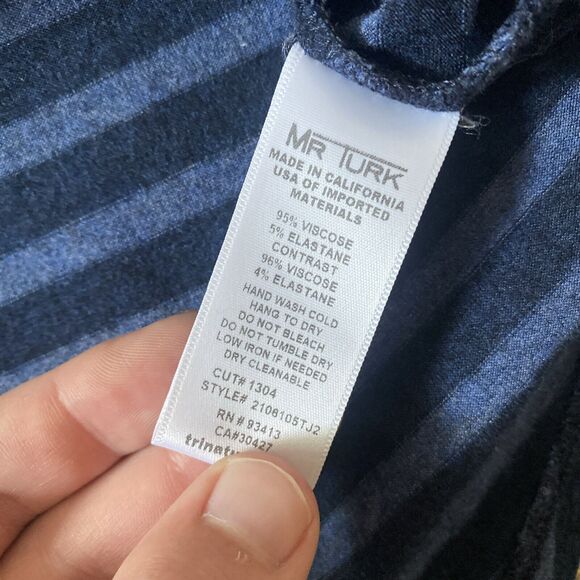 MR TURK
MADE IN CALIFORNIA
USA OF IMPORTED
MATERIALS
95% VISCOSE
5% ELASTANE
CONTRAST
96% VISCOSE
4% ELASTANE
HAND WASH COLD
HANG TO DRY
DO NOT BLEACH
DO NOT TUMBLE DRY
LOW IRON IF NEEDED
DRY CLEANABLE
CUT# 1304
STYLE# 2106105TJ2
RN # 93413
CA#30427